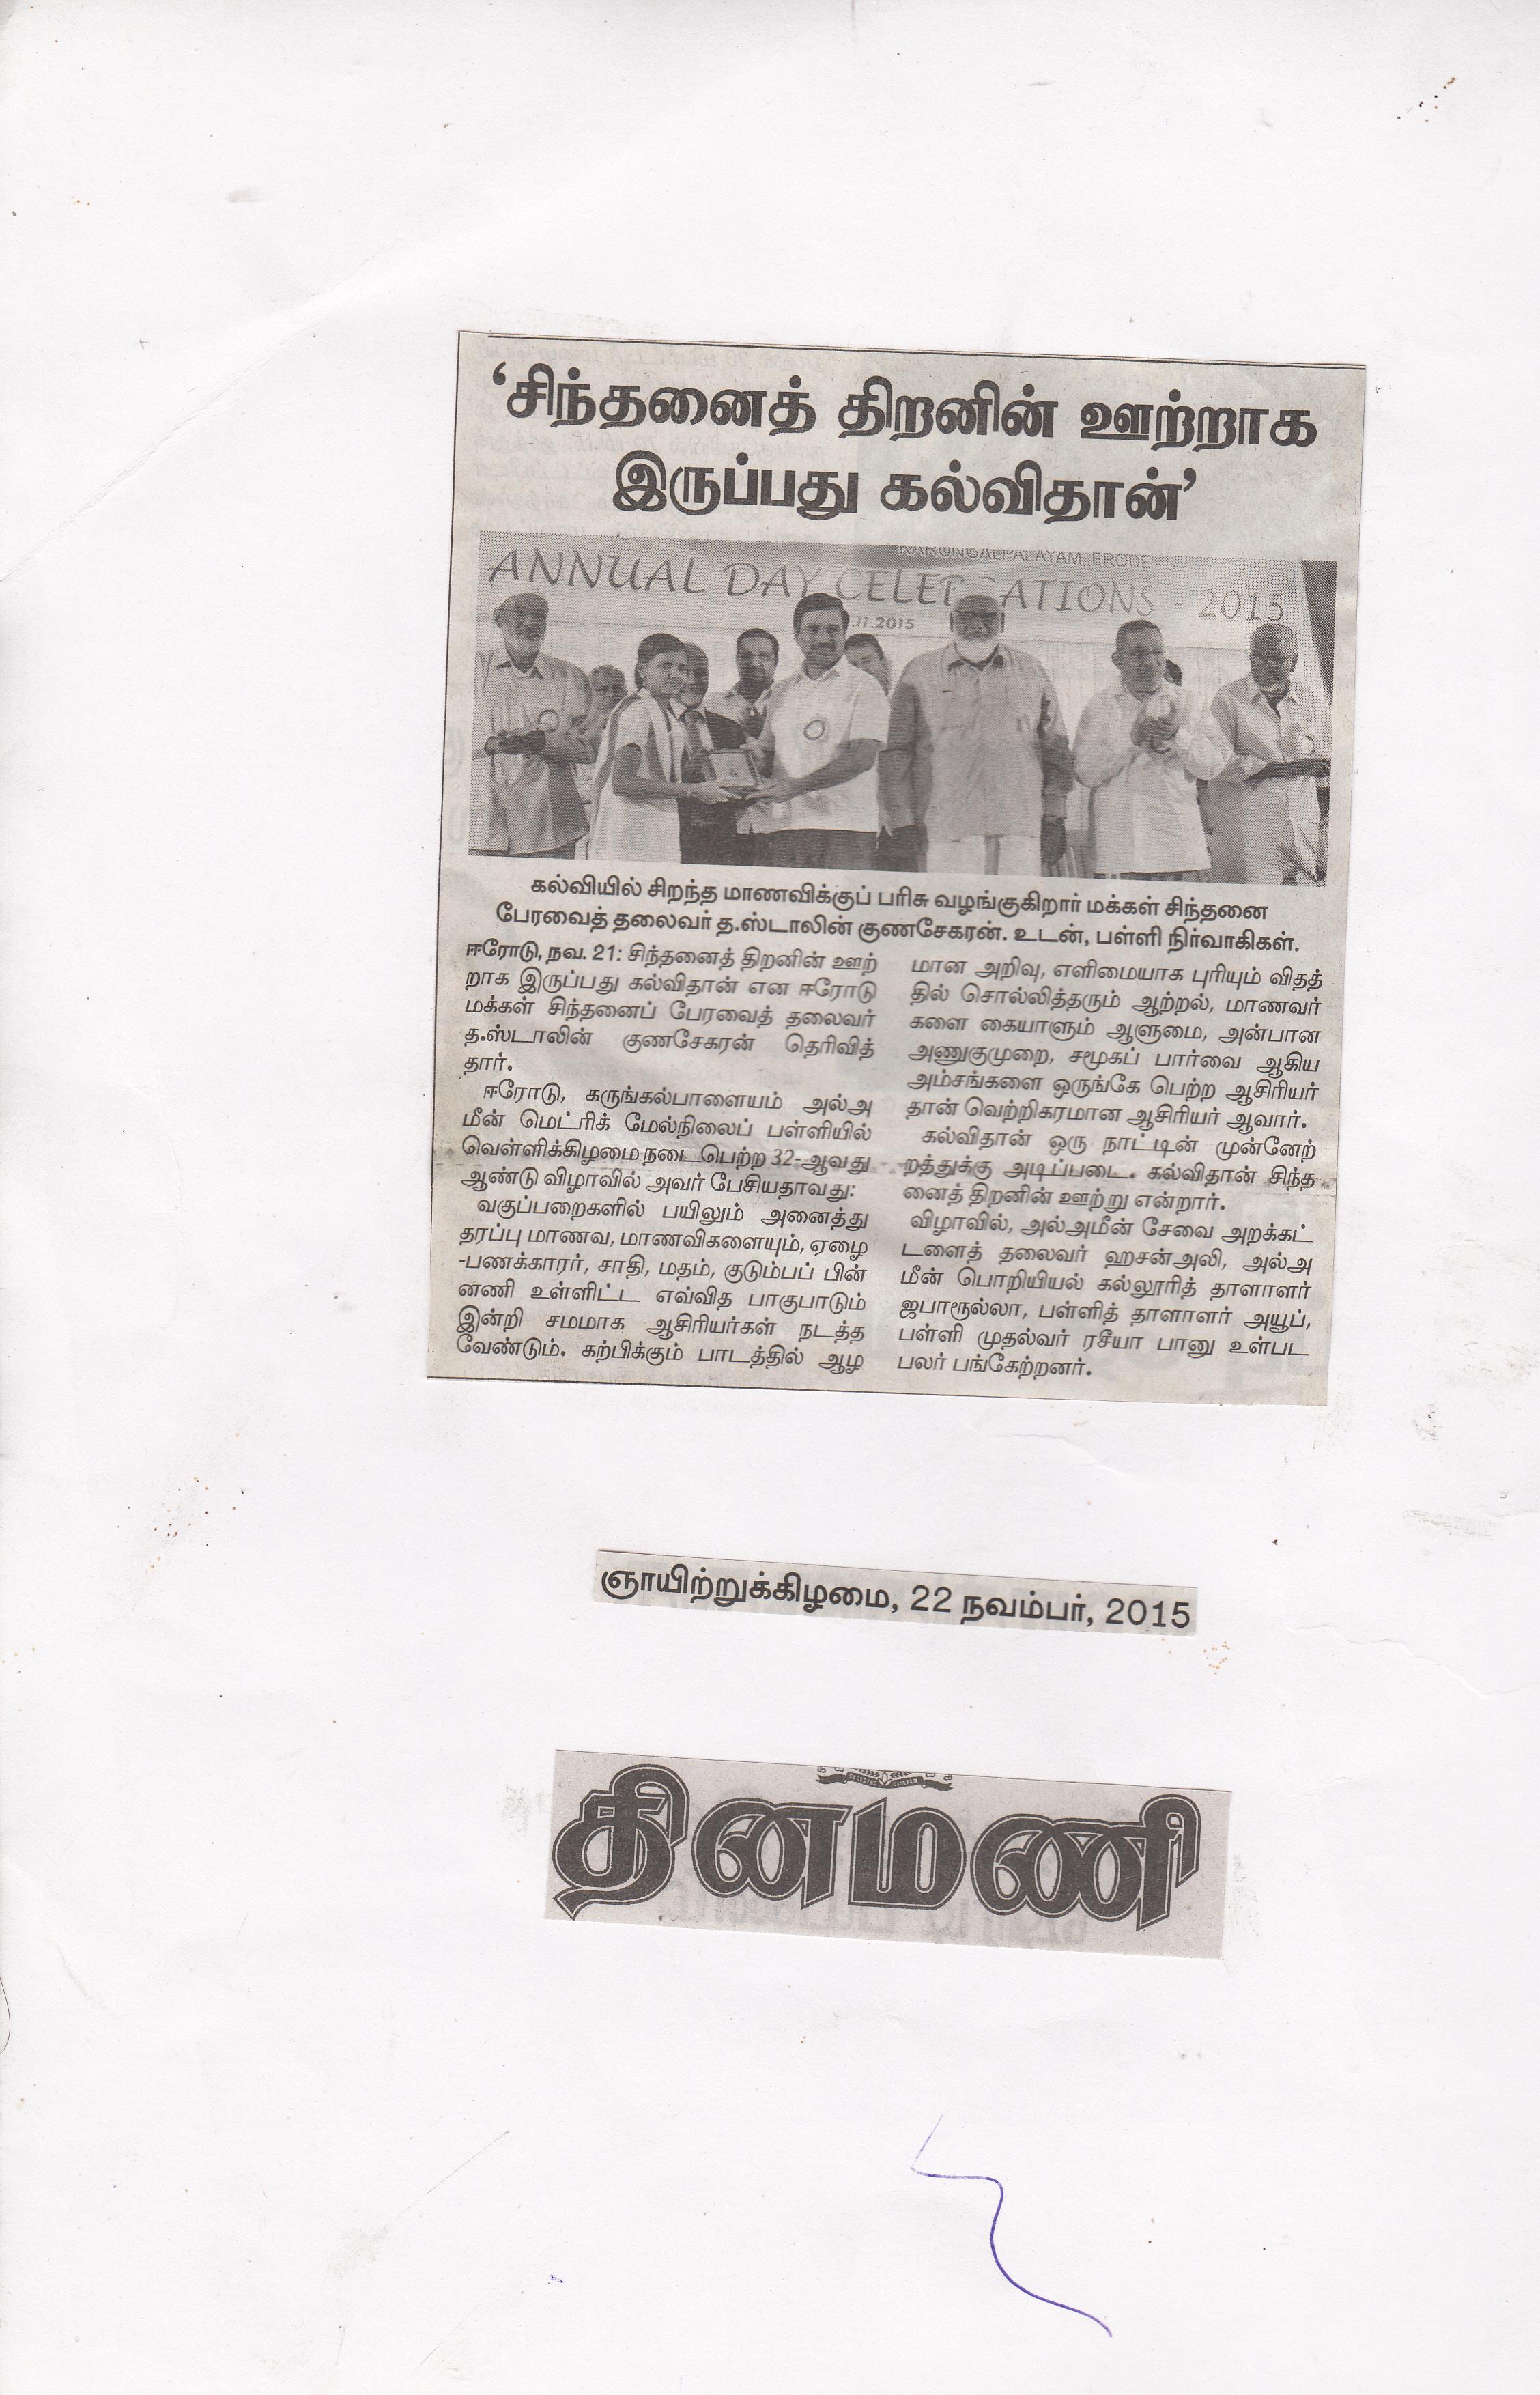 ‘சிந்தனைத் திறனின் ஊற்றாக
இருப்பது கல்விதான்’
KARUNGALPALAYAM, ERODE - 3
ANNUAL DAY CELEB ATIONS - 2015
.11.2015
கல்வியில் சிறந்த மாணவிக்குப் பரிசு வழங்குகிறார் மக்கள் சிந்தனை
பேரவைத் தலைவர் த.ஸ்டாலின் குணசேகரன். உடன், பள்ளி நிர்வாகிகள்.
ஈரோடு, நவ. 21: சிந்தனைத் திறனின் ஊற்
றாக இருப்பது கல்விதான் என ஈரோடு
மக்கள் சிந்தனைப் பேரவைத் தலைவர்
த.ஸ்டாலின் குணசேகரன் தெரிவித்
தார்.
ஈரோடு, கருங்கல்பாளையம் அல்அ
மீன் மெட்ரிக் மேல்நிலைப் பள்ளியில்
வெள்ளிக்கிழமை நடைபெற்ற 32-ஆவது
ஆண்டு விழாவில் அவர் பேசியதாவது:
வகுப்பறைகளில் பயிலும் அனைத்து
தரப்பு மாணவ, மாணவிகளையும், ஏழை
-பணக்காரர், சாதி, மதம், குடும்பப் பின்
னணி உள்ளிட்ட எவ்வித பாகுபாடும்
இன்றி சமமாக ஆசிரியர்கள் நடத்த
வேண்டும். கற்பிக்கும் பாடத்தில் ஆழ
மான அறிவு, எளிமையாக புரியும் விதத்
தில் சொல்லித்தரும் ஆற்றல், மாணவர்
களை கையாளும் ஆளுமை, அன்பான
அணுகுமுறை, சமூகப் பார்வை ஆகிய
அம்சங்களை ஒருங்கே பெற்ற ஆசிரியர்
தான் வெற்றிகரமான ஆசிரியர் ஆவார்.
கல்விதான் ஒரு நாட்டின் முன்னேற்
றத்துக்கு அடிப்படை. கல்விதான் சிந்த
னைத் திறனின் ஊற்று என்றார்.
விழாவில், அல்அமீன் சேவை அறக்கட்
டளைத் தலைவர் ஹசன்அலி, அல்அ
மீன் பொறியியல் கல்லூரித் தாளாளர்
ஜபாரூல்லா, பள்ளித் தாளாளர் அயூப்,
பள்ளி முதல்வர் ரசீயா பானு உள்பட
பலர் பங்கேற்றனர்.
ஞாயிற்றுக்கிழமை, 22 நவம்பர், 2015
தினமணி